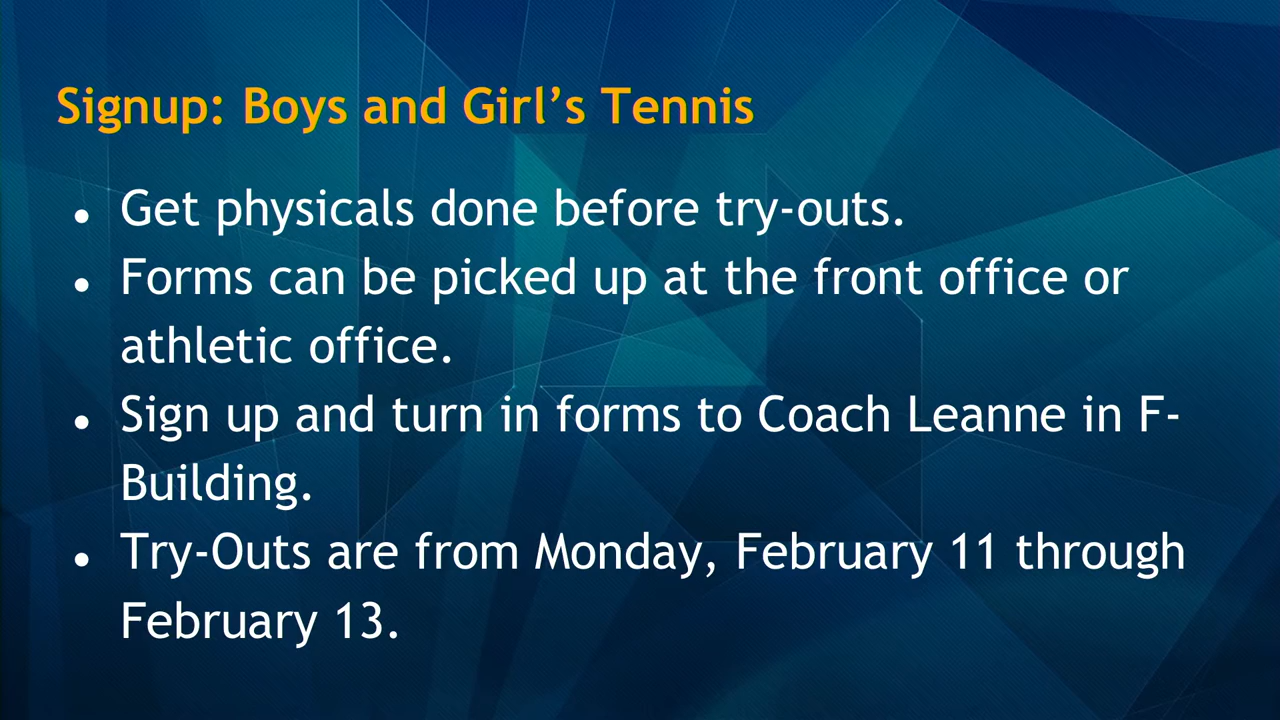 Signup: Boys and Girl’s Tennis
• Get physicals done before try-outs.
• Forms can be picked up at the front office or
athletic office.
• Sign up and turn in forms to Coach Leanne in F-
Building.
• Try-Outs are from Monday, February 11 through
February 13.